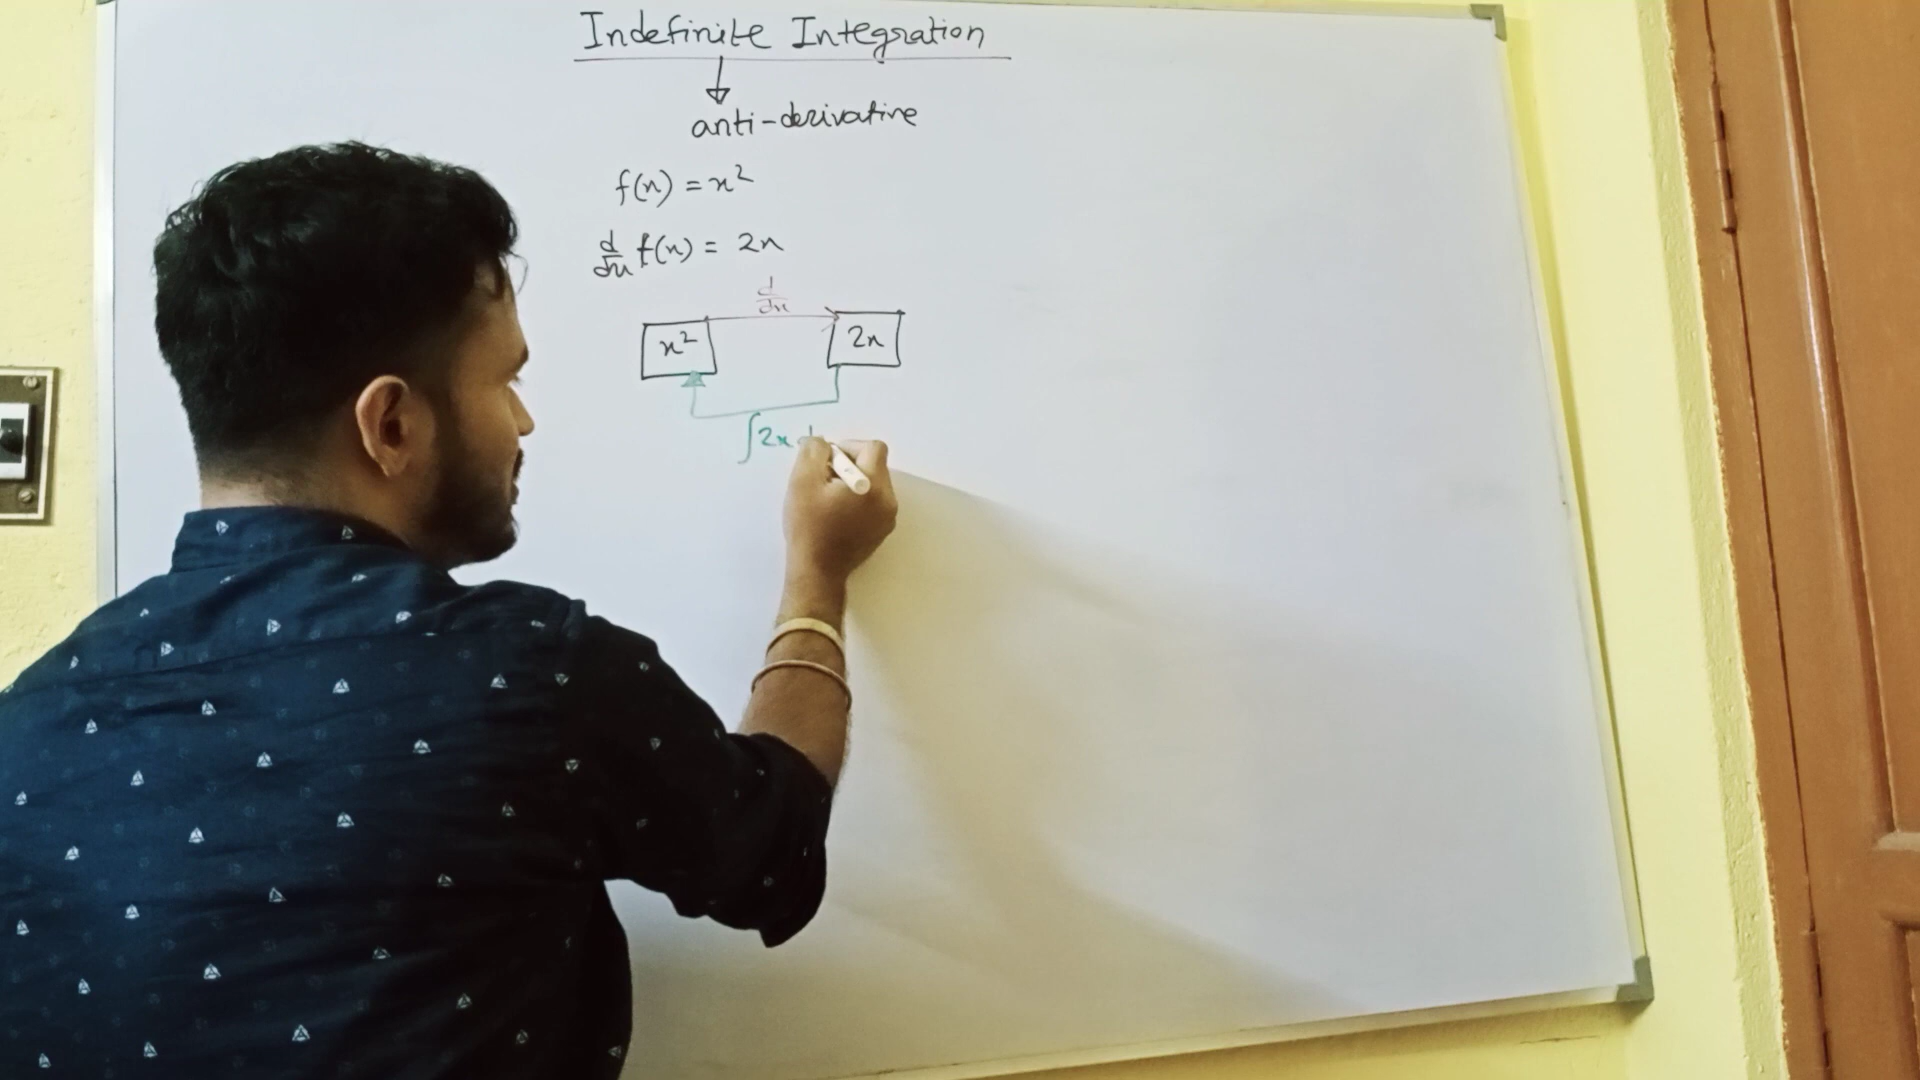 Indefinite Integration
anti-derivative
f(x) = x²
d/dx f(x) = 2x
d/dx
x² 2x
∫2x d